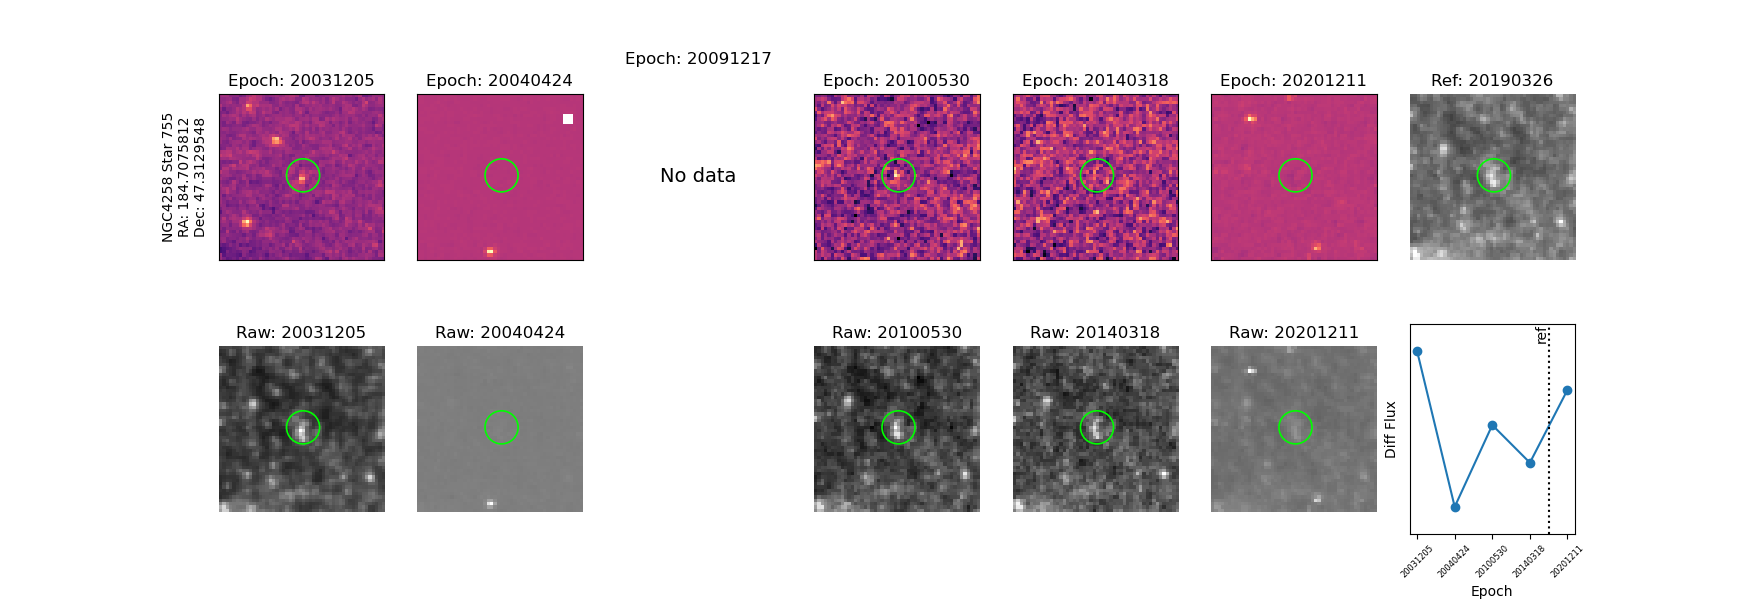 Epoch: 20091217
Epoch: 20031205
Epoch: 20040424
Epoch: 20100530
Epoch: 20140318
Epoch: 20201211
Ref: 20190326
NGC4258 Star 755
RA: 184.7075812
Dec: 47.3129548
No data
Raw: 20031205
Raw: 20040424
Raw: 20100530
Raw: 20140318
Raw: 20201211
ref
Diff Flux
20031205
20040424
20100530
20140318
20201211
Epoch